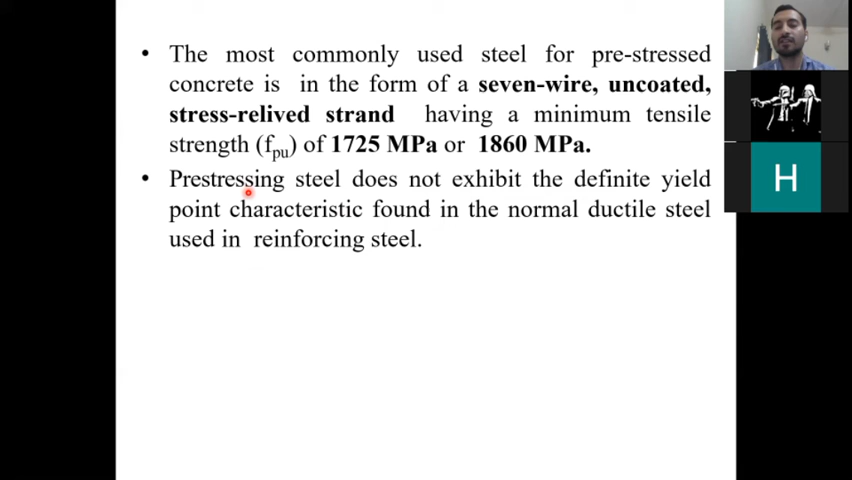 • The most commonly used steel for pre-stressed
concrete is in the form of a seven-wire, uncoated,
stress-relived strand having a minimum tensile
strength (fpu) of 1725 MPa or 1860 MPa.
• Prestressing steel does not exhibit the definite yield
point characteristic found in the normal ductile steel
used in reinforcing steel.
H